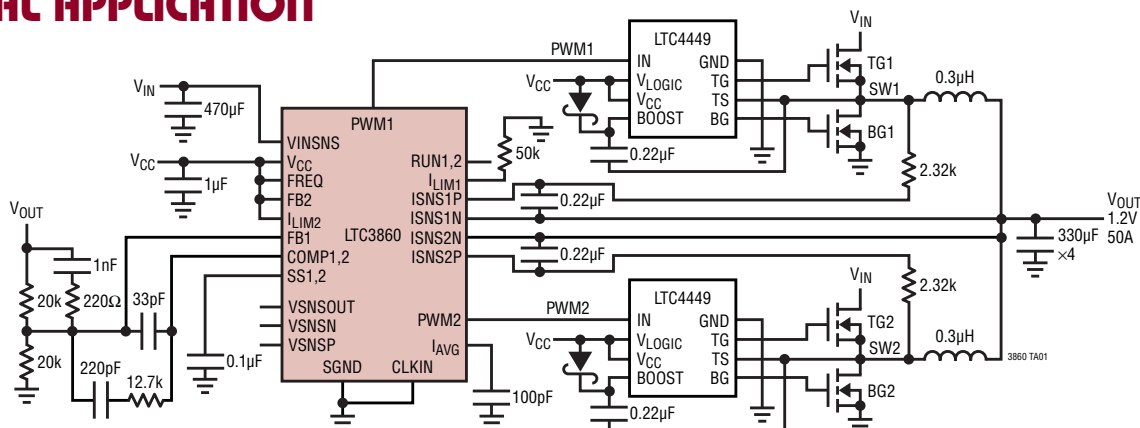 AL APPLICATION
VIN
470µF
VCC
1µF
VOUT
1nF
20k
220Ω
33pF
20k
220pF
12.7k
0.1µF
PWM1
VINSNS
VCC
FREQ
FB2
ILIM2
FB1
COMP1,2
SS1,2
VSNSOUT
VSNSN
VSNSP
SGND
CLKIN
LTC3860
RUN1,2
ILIM1
ISNS1P
ISNS1N
ISNS2N
ISNS2P
PWM2
IAVG
50k
0.22µF
0.22µF
100pF
PWM1
VCC
LTC4449
IN
VLOGIC
VCC
BOOST
GND
TG
TS
BG
0.22µF
VIN
TG1
SW1
BG1
0.3µH
2.32k
VOUT
1.2V
50A
330µF
×4
PWM2
VCC
LTC4449
IN
VLOGIC
VCC
BOOST
GND
TG
TS
BG
0.22µF
VIN
TG2
SW2
BG2
2.32k
0.3µH
3860 TA01